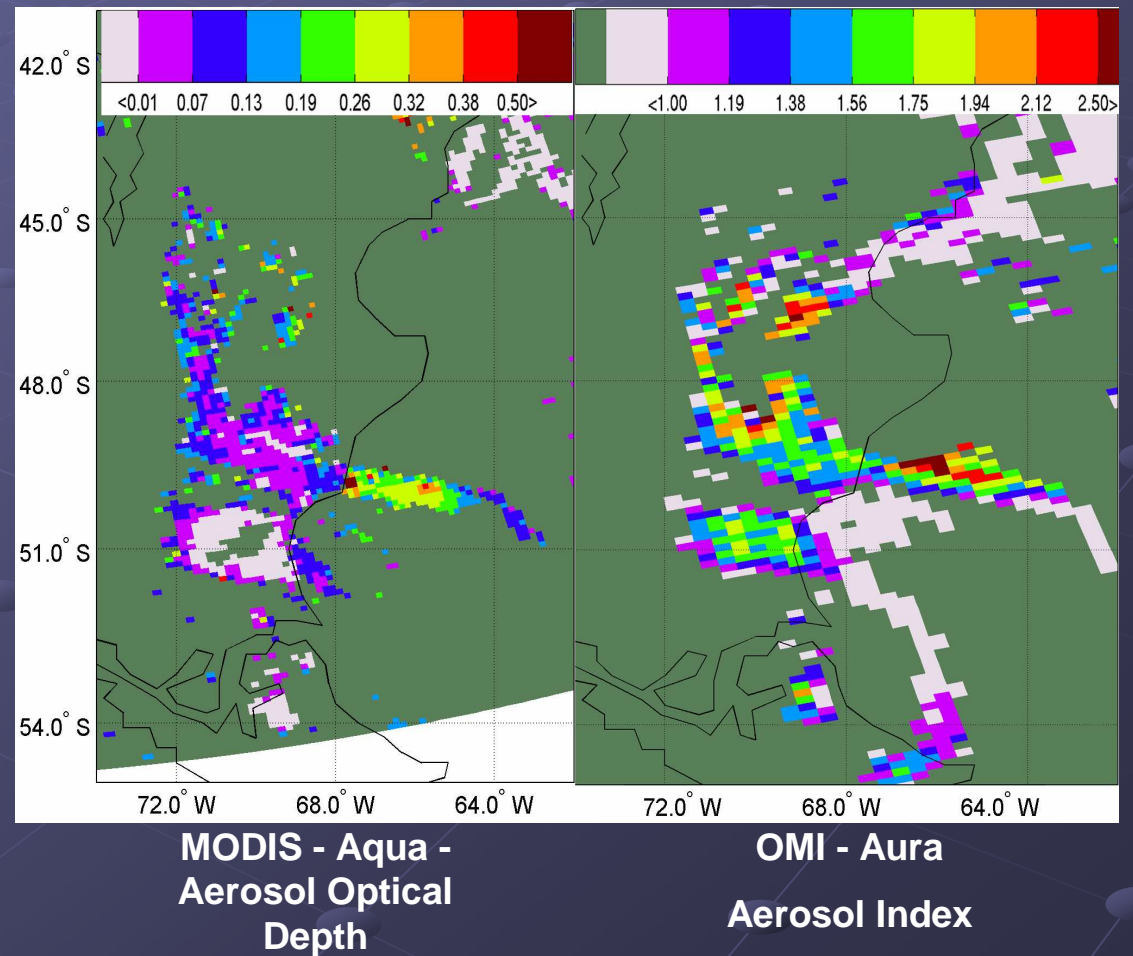 <0.01 0.07 0.13 0.19 0.26 0.32 0.38 0.50>
<1.00 1.19 1.38 1.56 1.75 1.94 2.12 2.50>
42.0° S
45.0° S
48.0° S
51.0° S
54.0° S
72.0° W 68.0° W 64.0° W
72.0° W 68.0° W 64.0° W
MODIS - Aqua -
Aerosol Optical
Depth
OMI - Aura
Aerosol Index